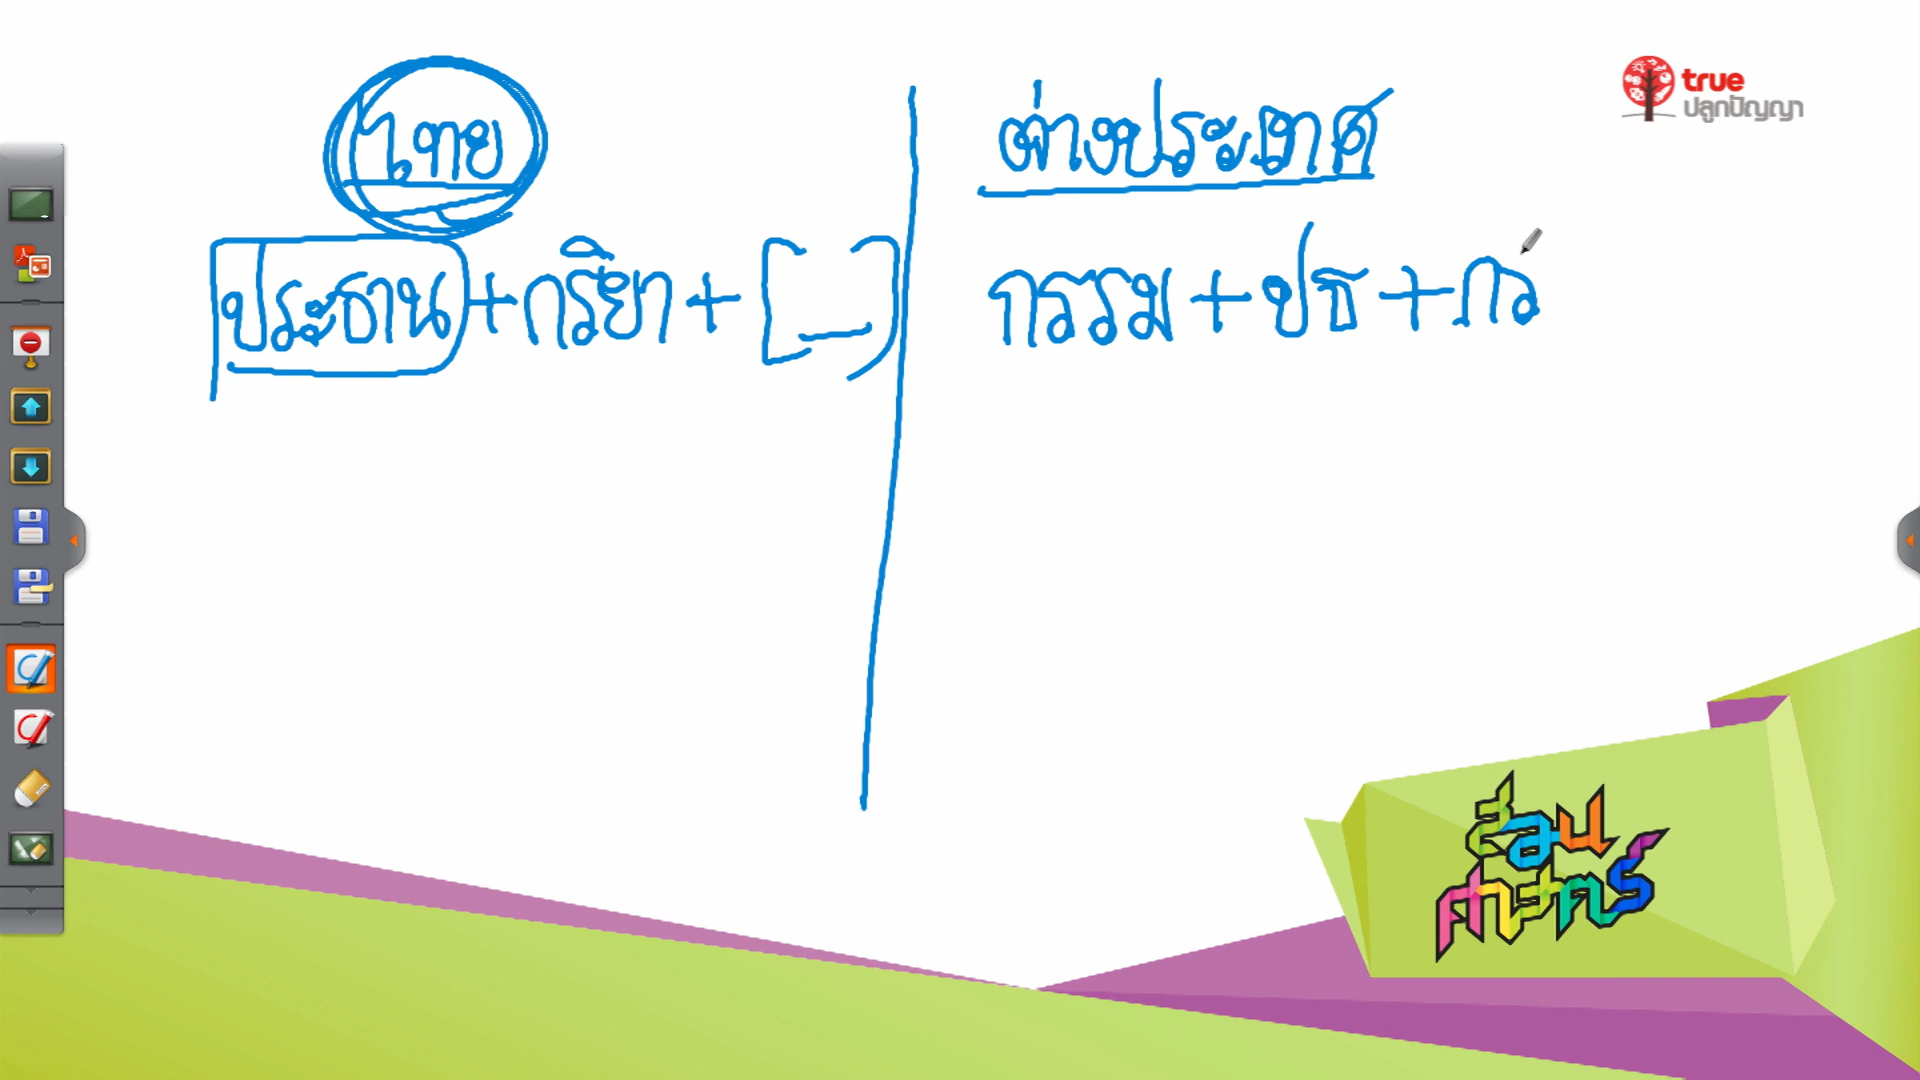 ไทย
ประธาน + กริยา + [ _ ]
ต่างประเทศ
กรรม + ปธ + กร
true
ปลูกปัญญา
สอน
ศาสตร์